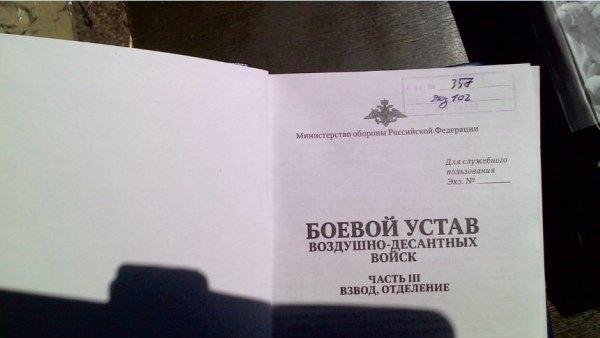 357
экз 102
Министерство обороны Российской Федерации
Для служебного
пользования
Экз. №
БОЕВОЙ УСТАВ
ВОЗДУШНО-ДЕСАНТНЫХ
ВОЙСК
ЧАСТЬ III
ВЗВОД, ОТДЕЛЕНИЕ